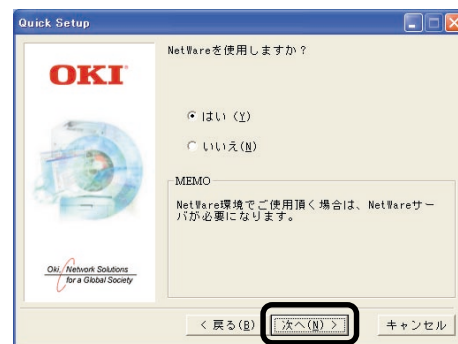 Quick Setup
OKI
Oki, Network Solutions
for a Global Society
NetWareを使用しますか？
はい (Y)
いいえ(N)
MEMO
NetWare環境でご使用頂く場合は、NetWareサー
バが必要になります。
< 戻る(B)
次へ(N) >
キャンセル